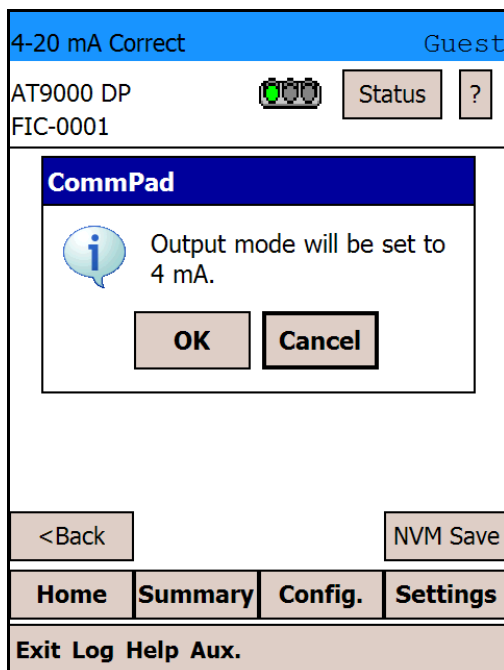 4-20 mA Correct Guest
AT9000 DP
FIC-0001
Status ?
CommPad
Output mode will be set to
4 mA.
OK Cancel
<Back NVM Save
Home Summary Config. Settings
Exit Log Help Aux.